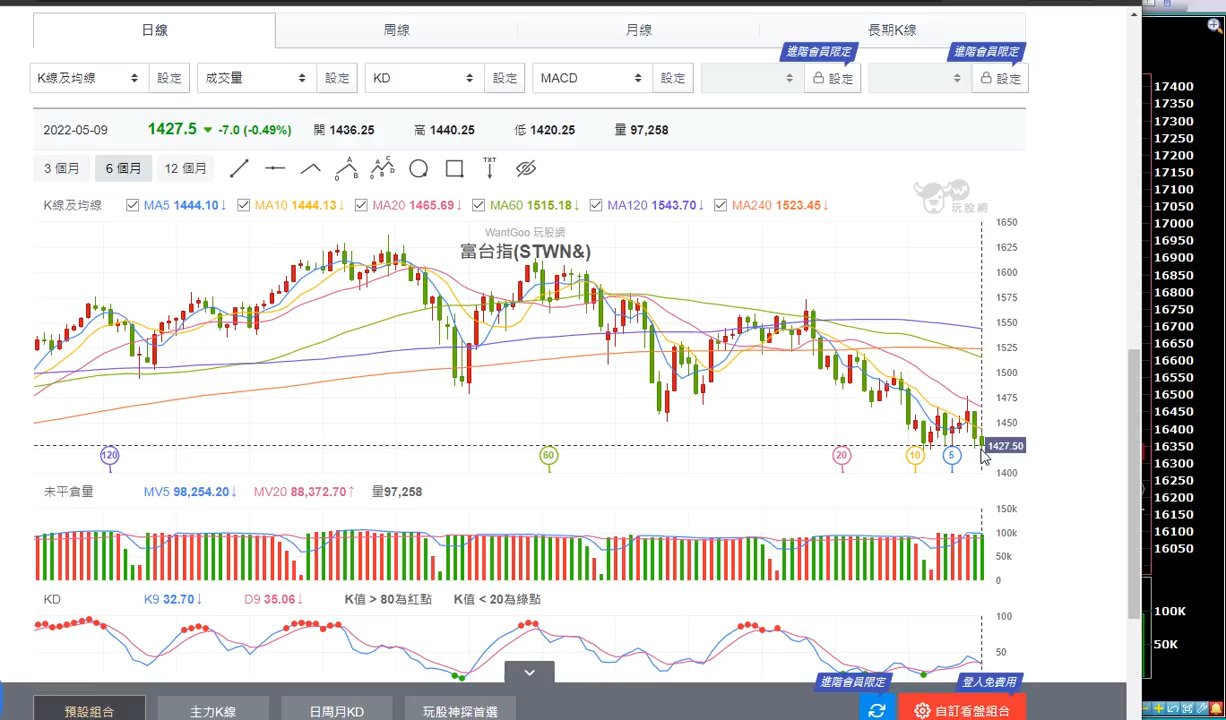 日線 周線 月線 長期K線
進階會員限定 進階會員限定
K線及均線 設定 成交量 設定 KD 設定 MACD 設定 設定 設定
2022-05-09 1427.5 ▼ -7.0 (-0.49%) 開 1436.25 高 1440.25 低 1420.25 量 97,258
3 個月 6 個月 12 個月 A B A C B D TXT
玩股網
K線及均線 MA5 1444.10↓ MA10 1444.13↓ MA20 1465.69↓ MA60 1515.18↓ MA120 1543.70↓ MA240 1523.45↓
WantGoo 玩股網
富台指(STWN&)
1650
1625
1600
1575
1550
1525
1500
1475
1450
1427.50
1400
120 60 20 10 5
未平倉量 MV5 98,254.20↓ MV20 88,372.70↑ 量97,258
150k
100k
50k
0
KD K9 32.70↓ D9 35.06↓ K值 > 80為紅點 K值 < 20為綠點
100
50
進階會員限定 登入免費用
預設組合 主力K線 日周月KD 玩股神探首選 自訂看盤組合
17400
17350
17300
17250
17200
17150
17100
17050
17000
16950
16900
16850
16800
16750
16700
16650
16600
16550
16500
16450
16400
16350
16300
16250
16200
16150
16100
16050
100K
50K